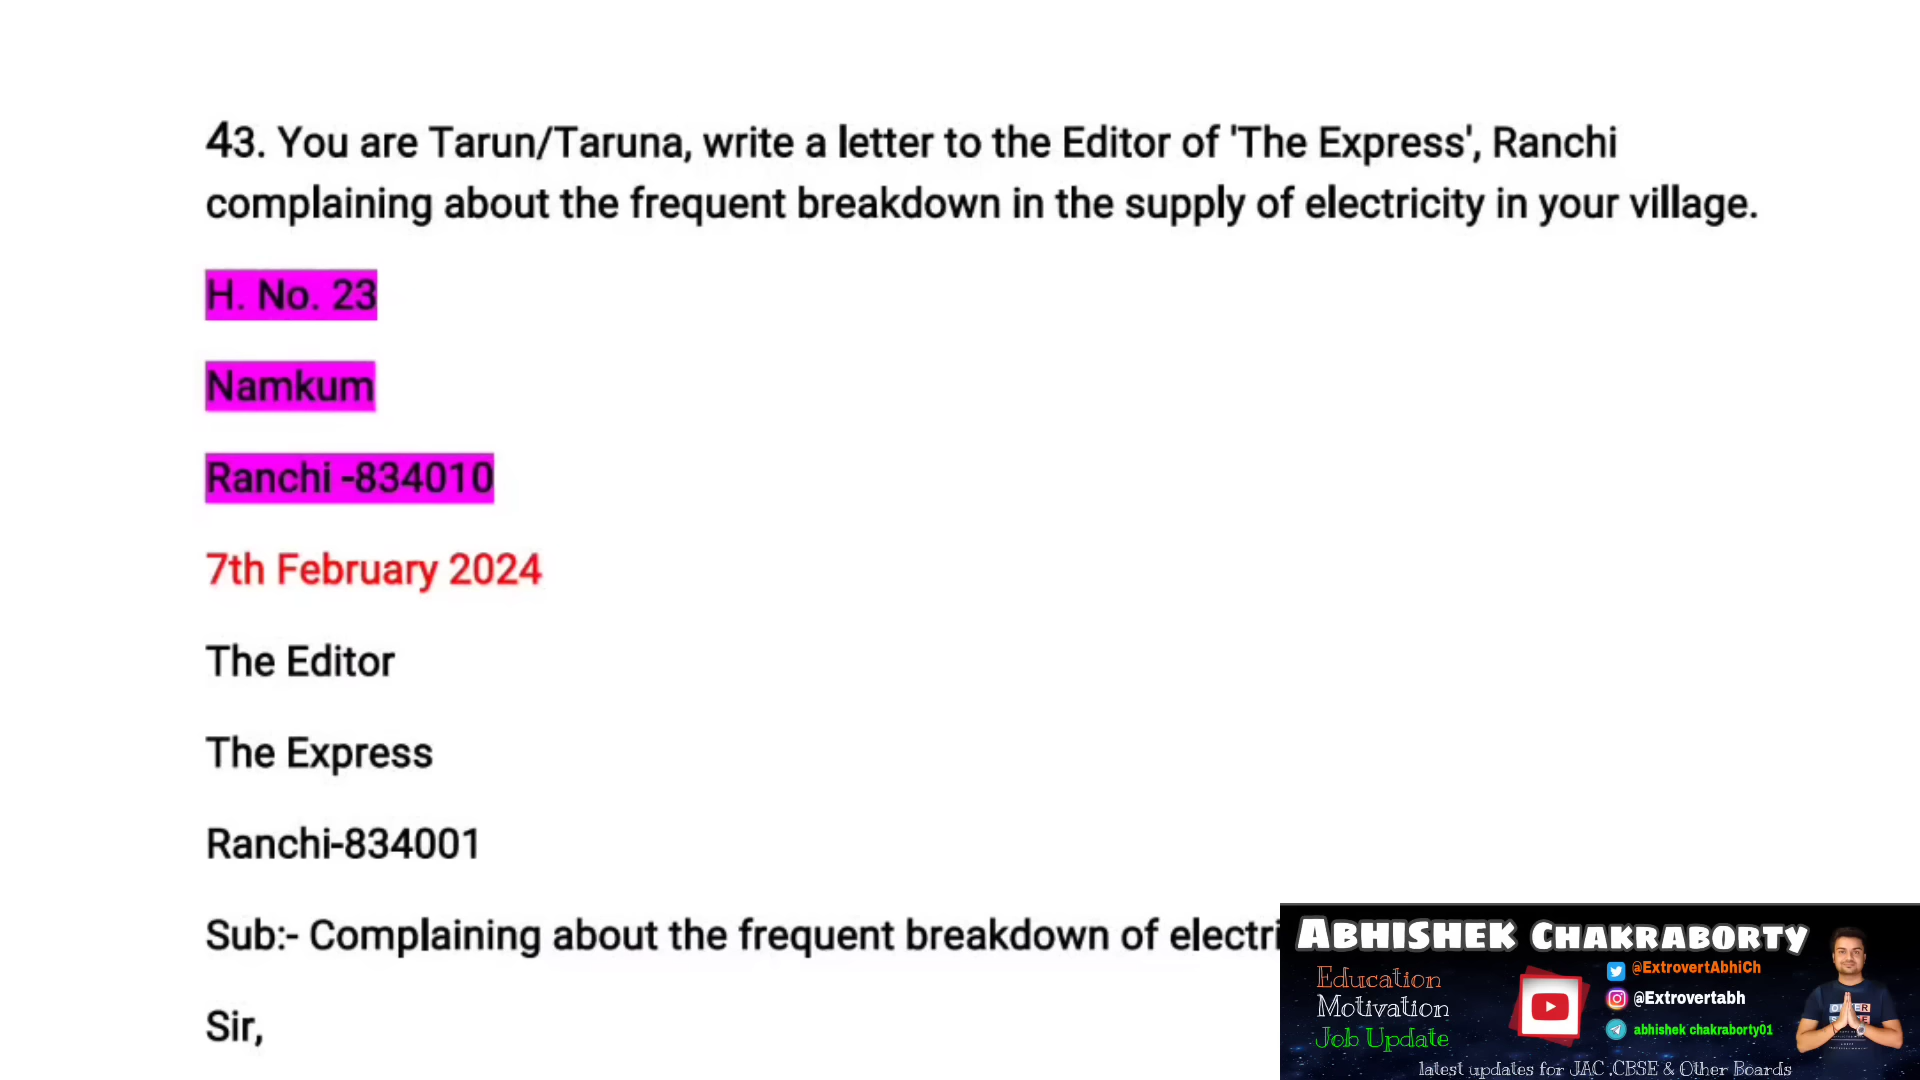 43. You are Tarun/Taruna, write a letter to the Editor of 'The Express', Ranchi
complaining about the frequent breakdown in the supply of electricity in your village.
H. No. 23
Namkum
Ranchi -834010
7th February 2024
The Editor
The Express
Ranchi-834001
Sub:- Complaining about the frequent breakdown of electri
Sir,
ABHISHEK CHAKRABORTY
Education
Motivation
Job Update
@ExtrovertAbhiCh
@Extrovertabh
abhishek chakraborty01
latest updates for JAC ,CBSE & Other Boards